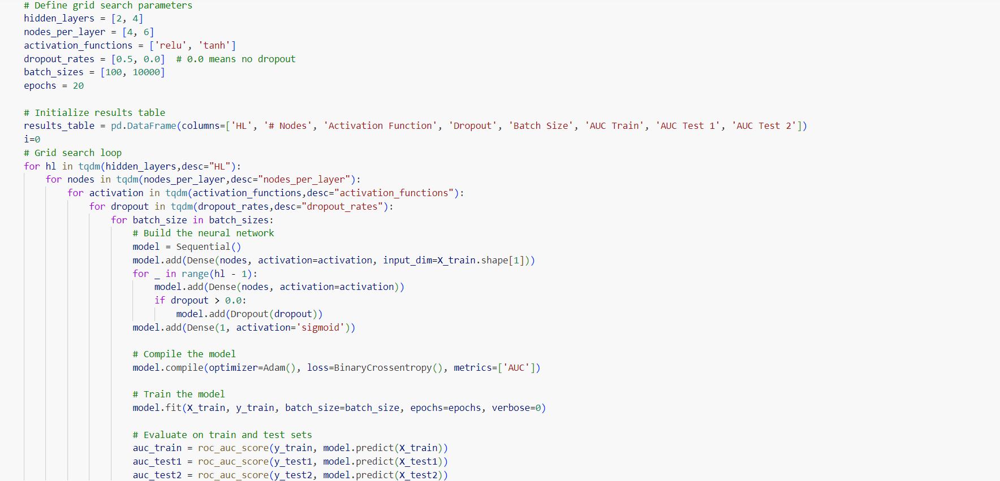 # Define grid search parameters
hidden_layers = [2, 4]
nodes_per_layer = [4, 6]
activation_functions = ['relu', 'tanh']
dropout_rates = [0.5, 0.0]  # 0.0 means no dropout
batch_sizes = [100, 10000]
epochs = 20

# Initialize results table
results_table = pd.DataFrame(columns=['HL', '# Nodes', 'Activation Function', 'Dropout', 'Batch Size', 'AUC Train', 'AUC Test 1', 'AUC Test 2'])
i=0
# Grid search loop
for hl in tqdm(hidden_layers,desc="HL"):
    for nodes in tqdm(nodes_per_layer,desc="nodes_per_layer"):
        for activation in tqdm(activation_functions,desc="activation_functions"):
            for dropout in tqdm(dropout_rates,desc="dropout_rates"):
                for batch_size in batch_sizes:
                    # Build the neural network
                    model = Sequential()
                    model.add(Dense(nodes, activation=activation, input_dim=X_train.shape[1]))
                    for _ in range(hl - 1):
                        model.add(Dense(nodes, activation=activation))
                        if dropout > 0.0:
                            model.add(Dropout(dropout))
                    model.add(Dense(1, activation='sigmoid'))

                    # Compile the model
                    model.compile(optimizer=Adam(), loss=BinaryCrossentropy(), metrics=['AUC'])

                    # Train the model
                    model.fit(X_train, y_train, batch_size=batch_size, epochs=epochs, verbose=0)

                    # Evaluate on train and test sets
                    auc_train = roc_auc_score(y_train, model.predict(X_train))
                    auc_test1 = roc_auc_score(y_test1, model.predict(X_test1))
                    auc_test2 = roc_auc_score(y_test2, model.predict(X_test2))